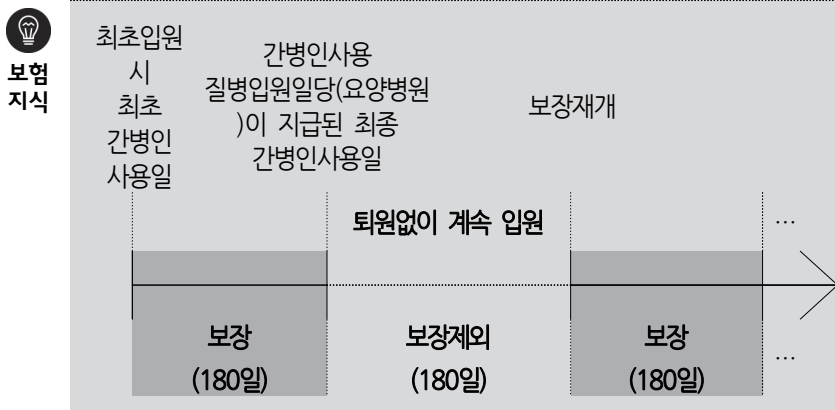 보험
지식
최초입원
시
최초
간병인
사용일
간병인사용
질병입원일당(요양병원
)이 지급된 최종
간병인사용일
보장재개
퇴원없이 계속 입원
…
보장
(180일)
보장제외
(180일)
보장
(180일)
…